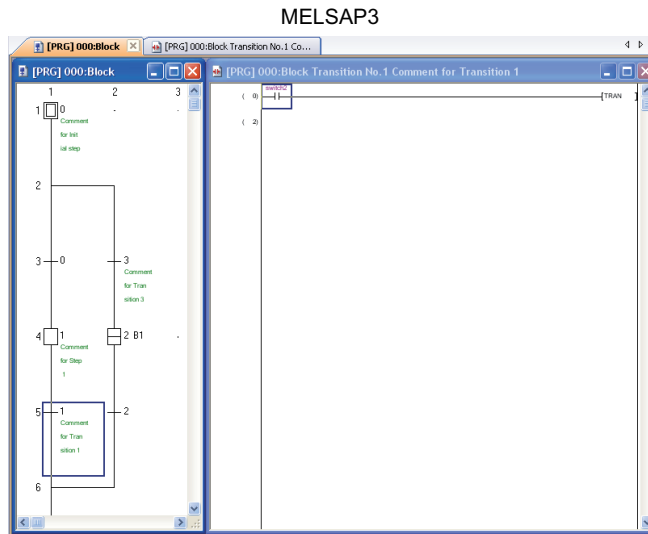 MELSAP3
[PRG] 000:Block
[PRG] 000:Block Transition No.1 Co...
[PRG] 000:Block
[PRG] 000:Block Transition No.1 Comment for Transition 1
1 2 3
1 0 - -
Comment
for Init
ial step
2
3 0 3
Comment
for Tran
sition 3
4 1 2 B1 -
Comment
for Step
1
5 1 2
Comment
for Tran
sition 1
6
switch2
( 0) [TRAN ]
( 2)